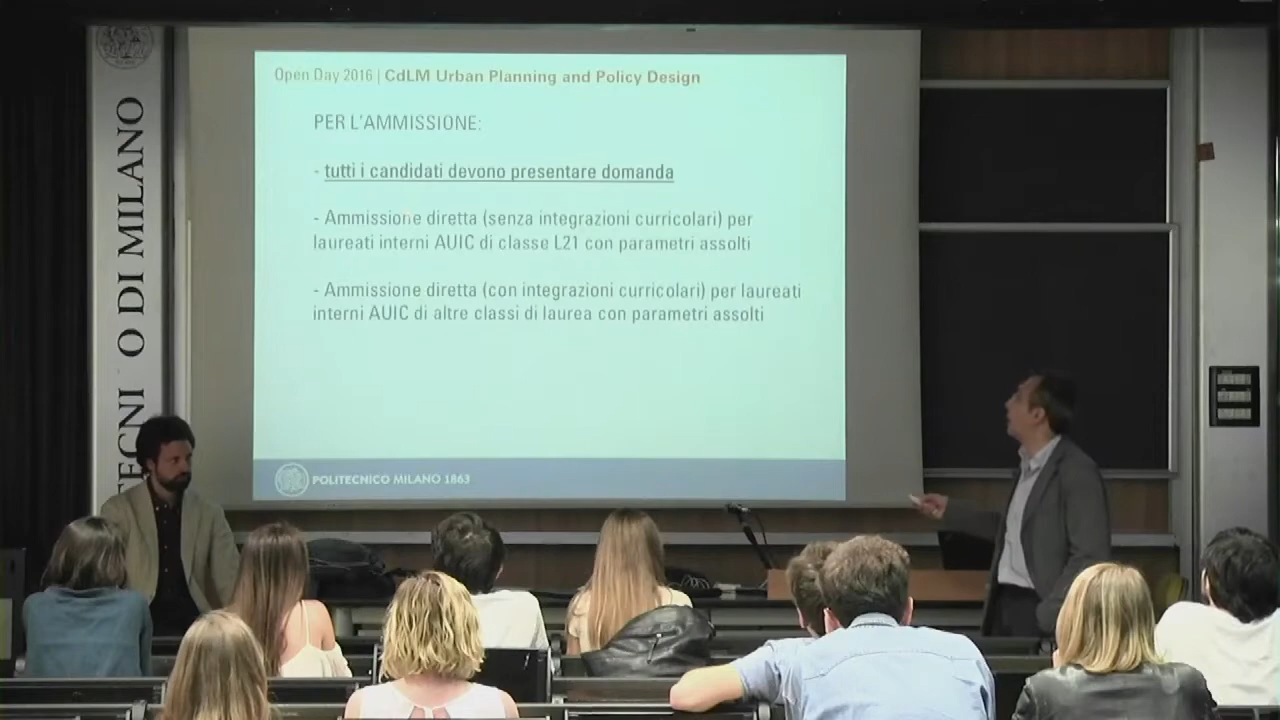 Open Day 2016 | CdLM Urban Planning and Policy Design
PER L'AMMISSIONE:
- tutti i candidati devono presentare domanda
- Ammissione diretta (senza integrazioni curricolari) per
laureati interni AUIC di classe L21 con parametri assolti
- Ammissione diretta (con integrazioni curricolari) per laureati
interni AUIC di altre classi di laurea con parametri assolti
POLITECNICO MILANO 1863
TECNI O DI MILANO